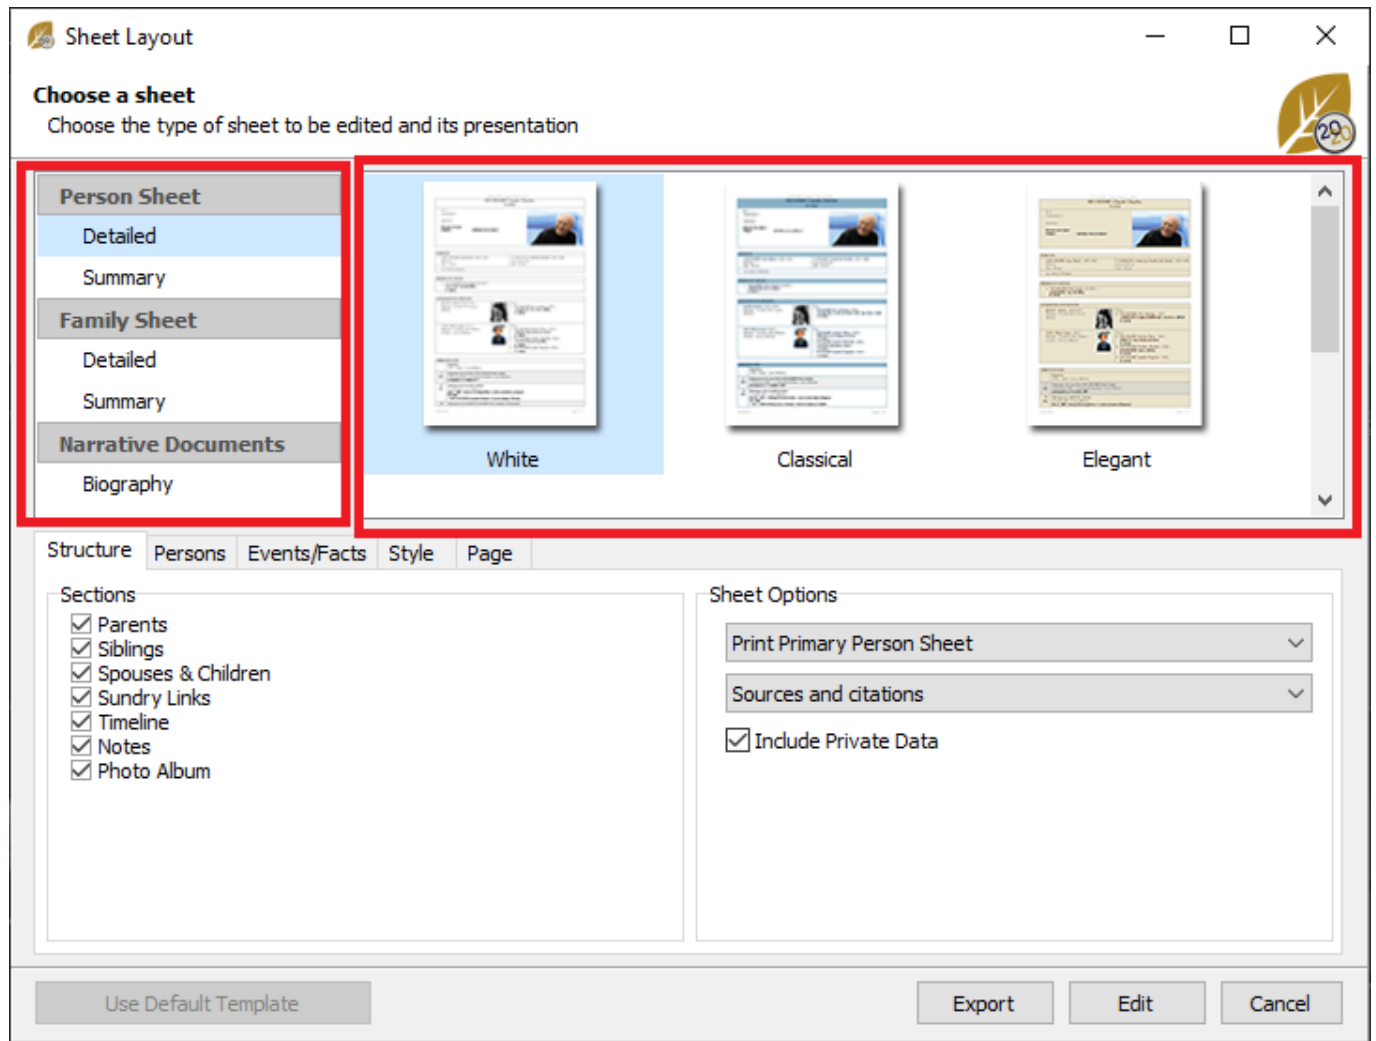 Sheet Layout
Choose a sheet
Choose the type of sheet to be edited and its presentation
2020
Person Sheet
Detailed
Summary
Family Sheet
Detailed
Summary
Narrative Documents
Biography
White
Classical
Elegant
Structure Persons Events/Facts Style Page
Sections
Parents
Siblings
Spouses & Children
Sundry Links
Timeline
Notes
Photo Album
Sheet Options
Print Primary Person Sheet
Sources and citations
Include Private Data
Use Default Template
Export
Edit
Cancel